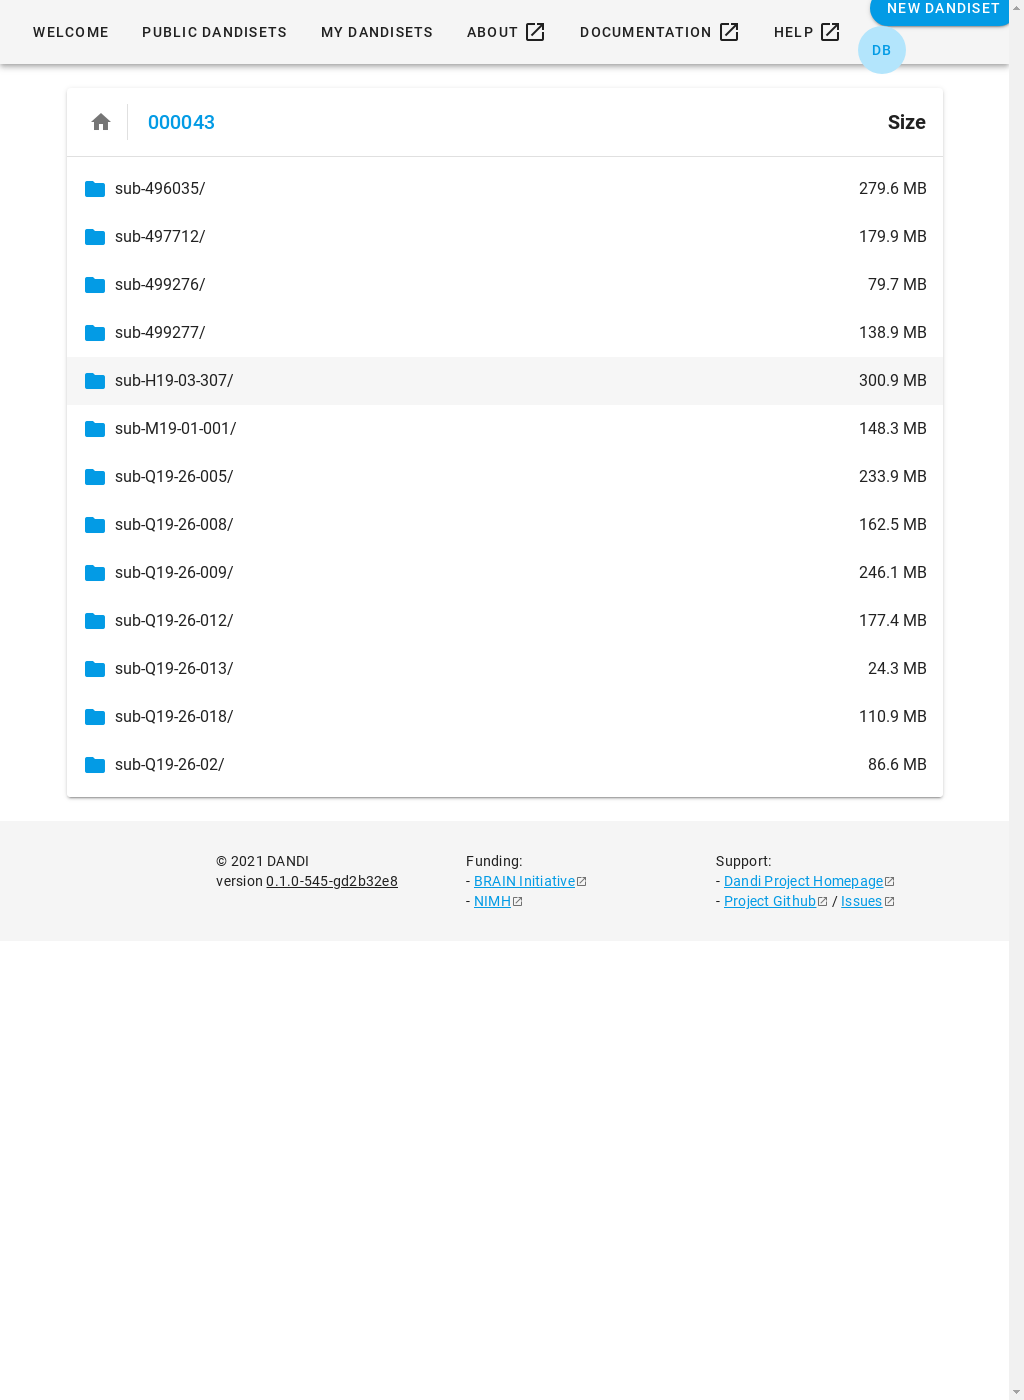 NEW DANDISET
WELCOME PUBLIC DANDISETS MY DANDISETS ABOUT DOCUMENTATION HELP
DB
000043 Size
sub-496035/ 279.6 MB
sub-497712/ 179.9 MB
sub-499276/ 79.7 MB
sub-499277/ 138.9 MB
sub-H19-03-307/ 300.9 MB
sub-M19-01-001/ 148.3 MB
sub-Q19-26-005/ 233.9 MB
sub-Q19-26-008/ 162.5 MB
sub-Q19-26-009/ 246.1 MB
sub-Q19-26-012/ 177.4 MB
sub-Q19-26-013/ 24.3 MB
sub-Q19-26-018/ 110.9 MB
sub-Q19-26-02/ 86.6 MB
© 2021 DANDI
version 0.1.0-545-gd2b32e8
Funding:
- BRAIN Initiative
- NIMH
Support:
- Dandi Project Homepage
- Project Github / Issues